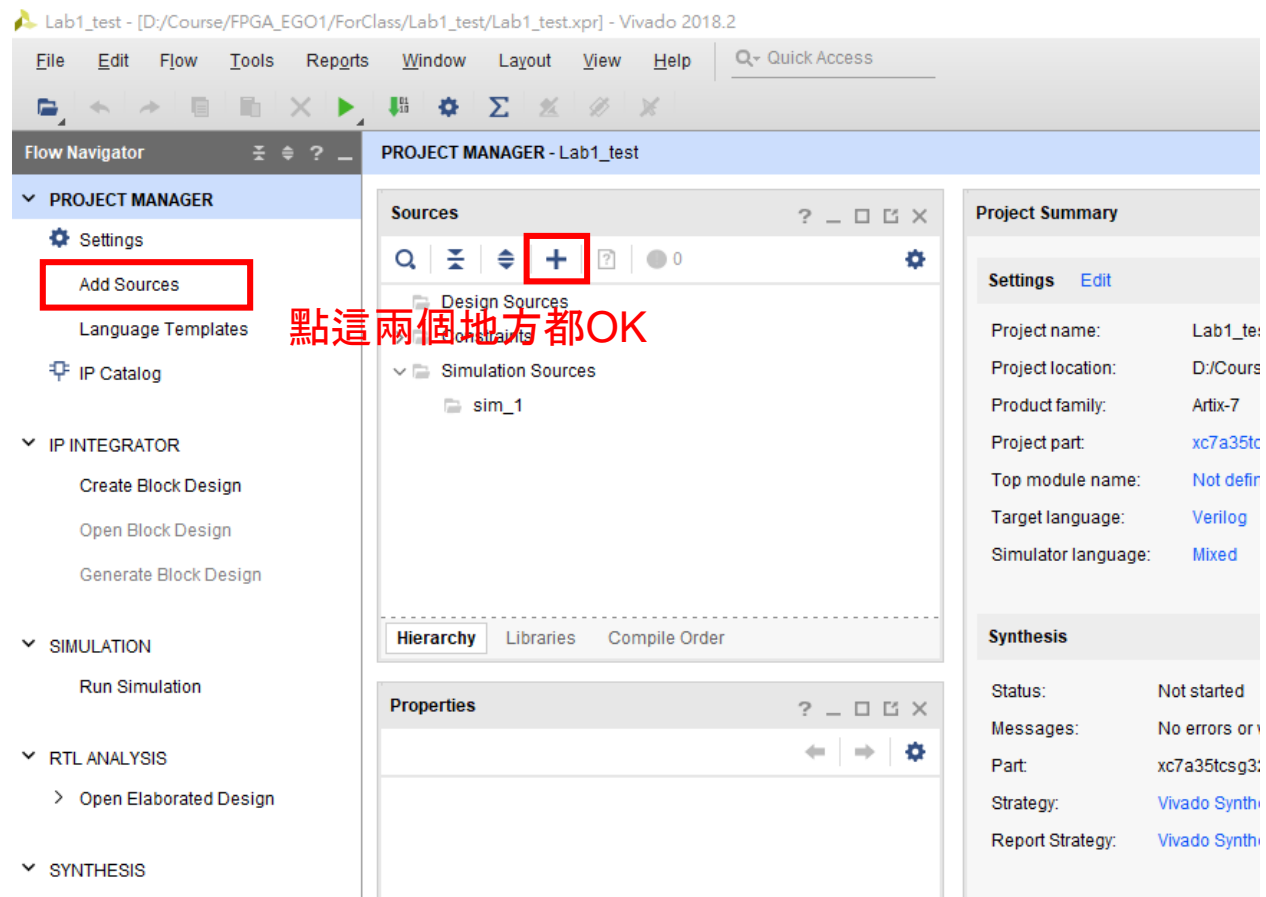 Lab1_test - [D:/Course/FPGA_EGO1/ForClass/Lab1_test/Lab1_test.xpr] - Vivado 2018.2
File Edit Flow Tools Reports Window Layout View Help Quick Access
Flow Navigator
PROJECT MANAGER
Settings
Add Sources
Language Templates
IP Catalog
IP INTEGRATOR
Create Block Design
Open Block Design
Generate Block Design
SIMULATION
Run Simulation
RTL ANALYSIS
Open Elaborated Design
SYNTHESIS
PROJECT MANAGER - Lab1_test
Sources
0
Design Sources
Constraints
點這兩個地方都OK
Simulation Sources
sim_1
Hierarchy Libraries Compile Order
Properties
Project Summary
Settings Edit
Project name: Lab1_te
Project location: D:/Cours
Product family: Artix-7
Project part: xc7a35tc
Top module name: Not defin
Target language: Verilog
Simulator language: Mixed
Synthesis
Status: Not started
Messages: No errors or
Part: xc7a35tcsg32
Strategy: Vivado Synth
Report Strategy: Vivado Synth